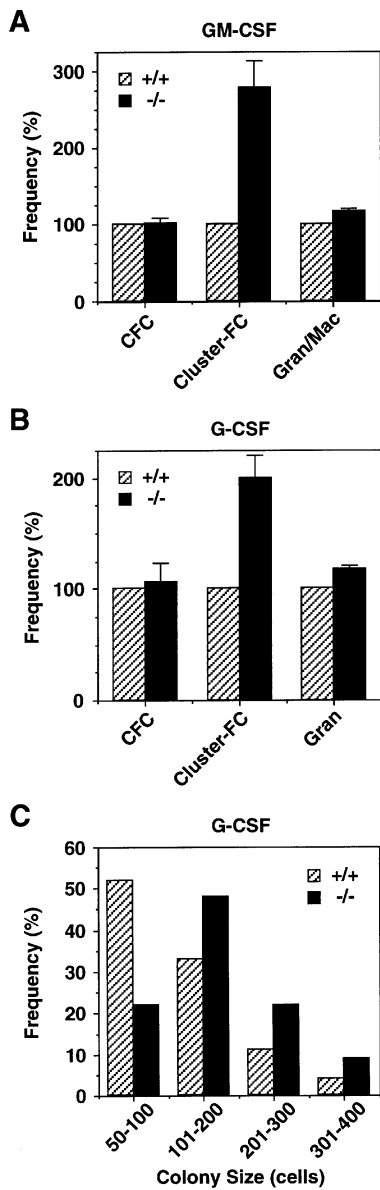 A
GM-CSF
Frequency (%)
300
200
100
0
+/+
-/-
CFC
Cluster-FC
Gran/Mac
B
G-CSF
Frequency (%)
200
100
0
+/+
-/-
CFC
Cluster-FC
Gran
C
G-CSF
Frequency (%)
60
50
40
30
20
10
0
+/+
-/-
50-100
101-200
201-300
301-400
Colony Size (cells)